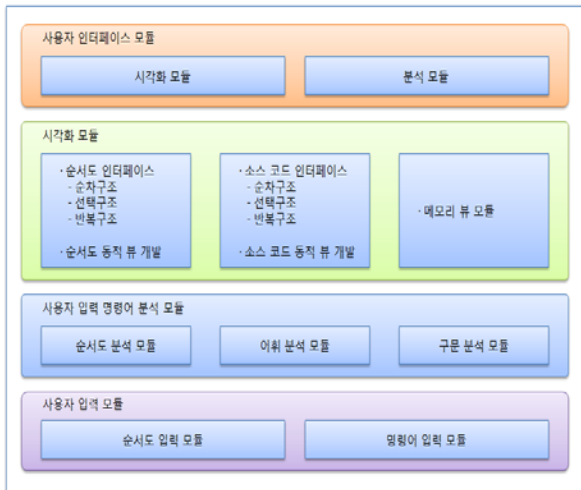 사용자 인터페이스 모듈
시각화 모듈
분석 모듈
시각화 모듈
· 순서도 인터페이스
- 순차구조
- 선택구조
- 반복구조
· 순서도 동적 뷰 개발
· 소스 코드 인터페이스
- 순차구조
- 선택구조
- 반복구조
· 소스 코드 동적 뷰 개발
· 메모리 뷰 모듈
사용자 입력 명령어 분석 모듈
순서도 분석 모듈
어휘 분석 모듈
구문 분석 모듈
사용자 입력 모듈
순서도 입력 모듈
명령어 입력 모듈